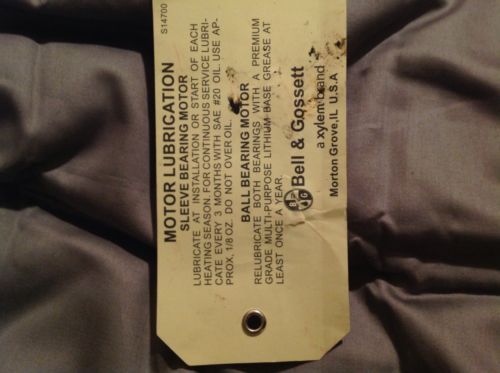 S14700
MOTOR LUBRICATION
SLEEVE BEARING MOTOR
LUBRICATE AT INSTALLATION OR START OF EACH
HEATING SEASON. FOR CONTINUOUS SERVICE LUBRI-
CATE EVERY 3 MONTHS WITH SAE #20 OIL. USE AP-
PROX, 1/8 OZ. DO NOT OVER OIL.
BALL BEARING MOTOR
RELUBRICATE BOTH BEARINGS WITH A PREMIUM
GRADE MULTI-PURPOSE LITHIUM BASE GREASE AT
LEAST ONCE A YEAR.
B&G Bell & Gossett
a xylem brand
Morton Grove, IL U.S.A